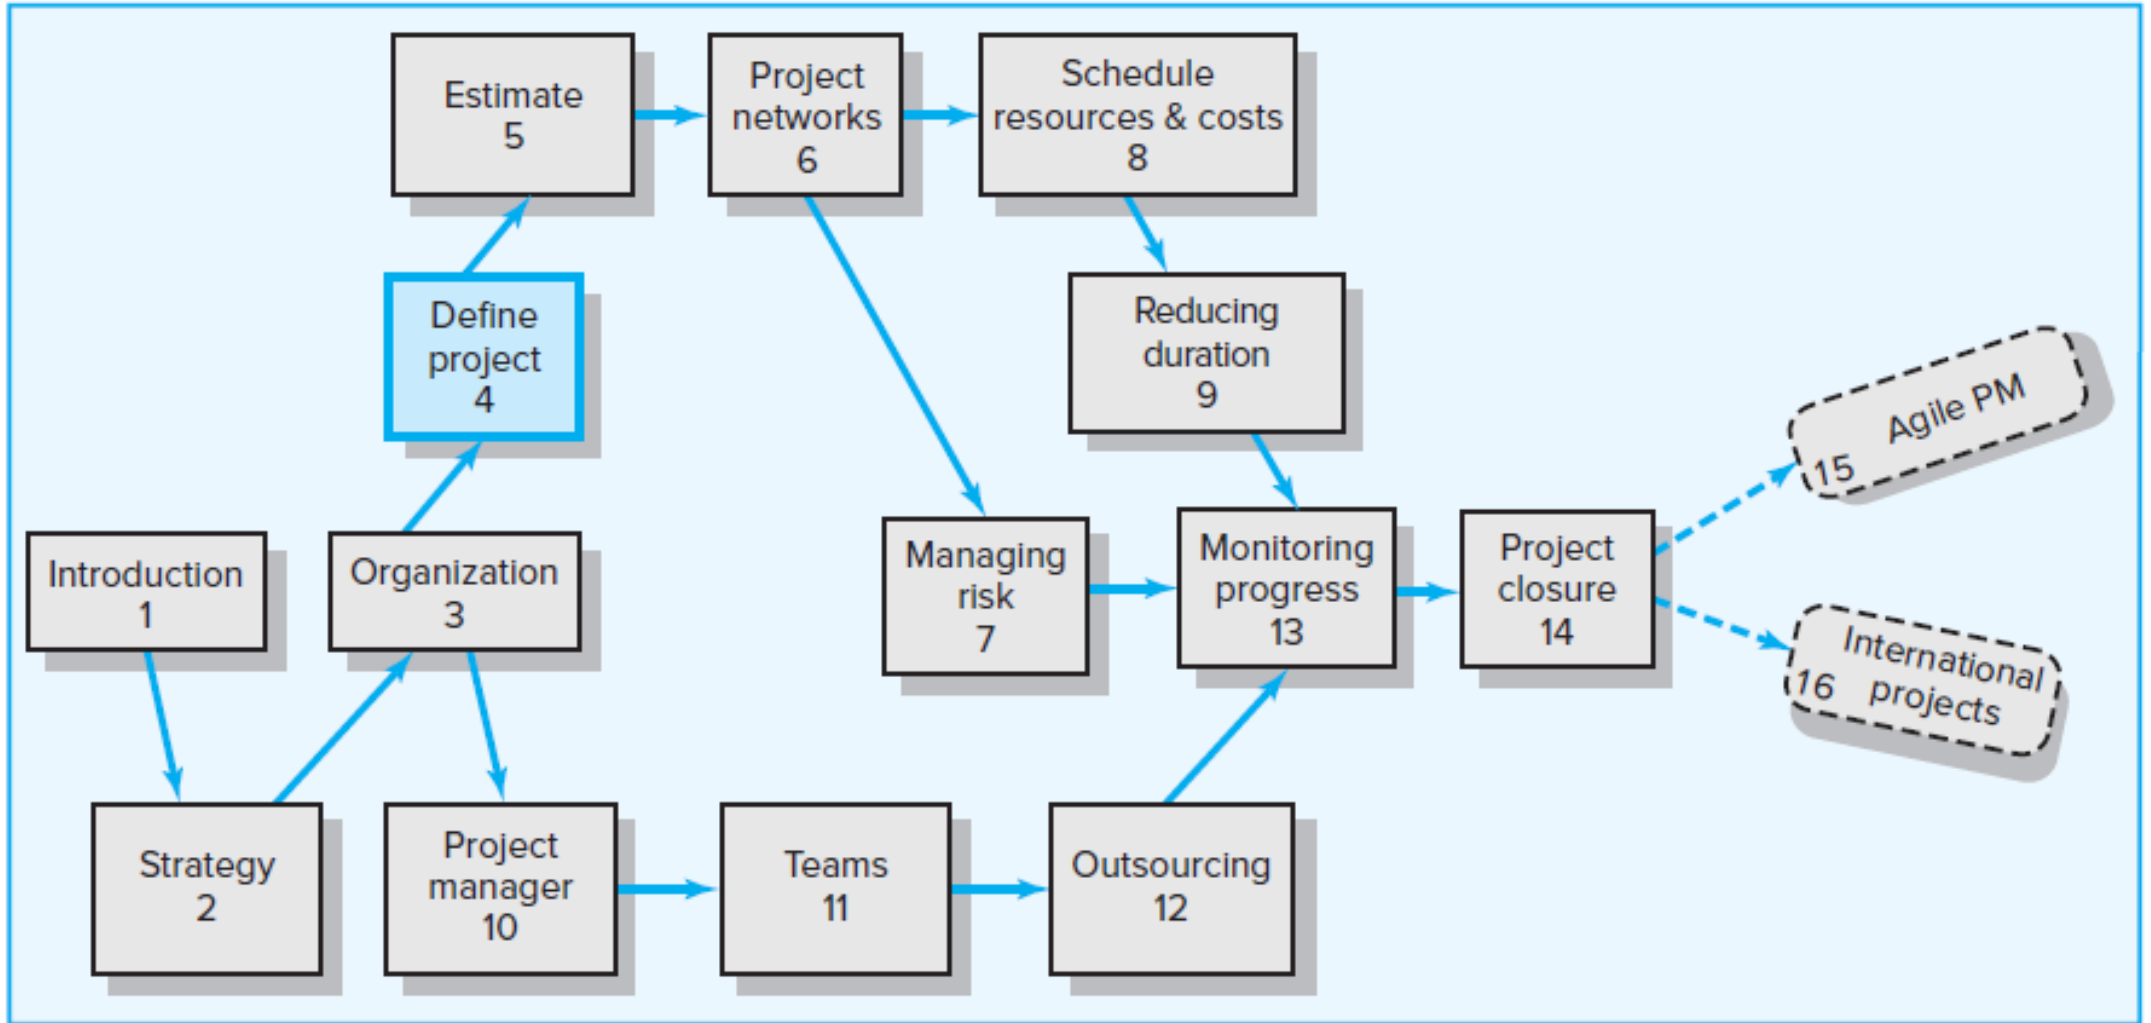 Estimate
5
Project
networks
6
Schedule
resources & costs
8
Define
project
4
Reducing
duration
9
Agile PM
15
Introduction
1
Organization
3
Managing
risk
7
Monitoring
progress
13
Project
closure
14
International
projects
16
Strategy
2
Project
manager
10
Teams
11
Outsourcing
12